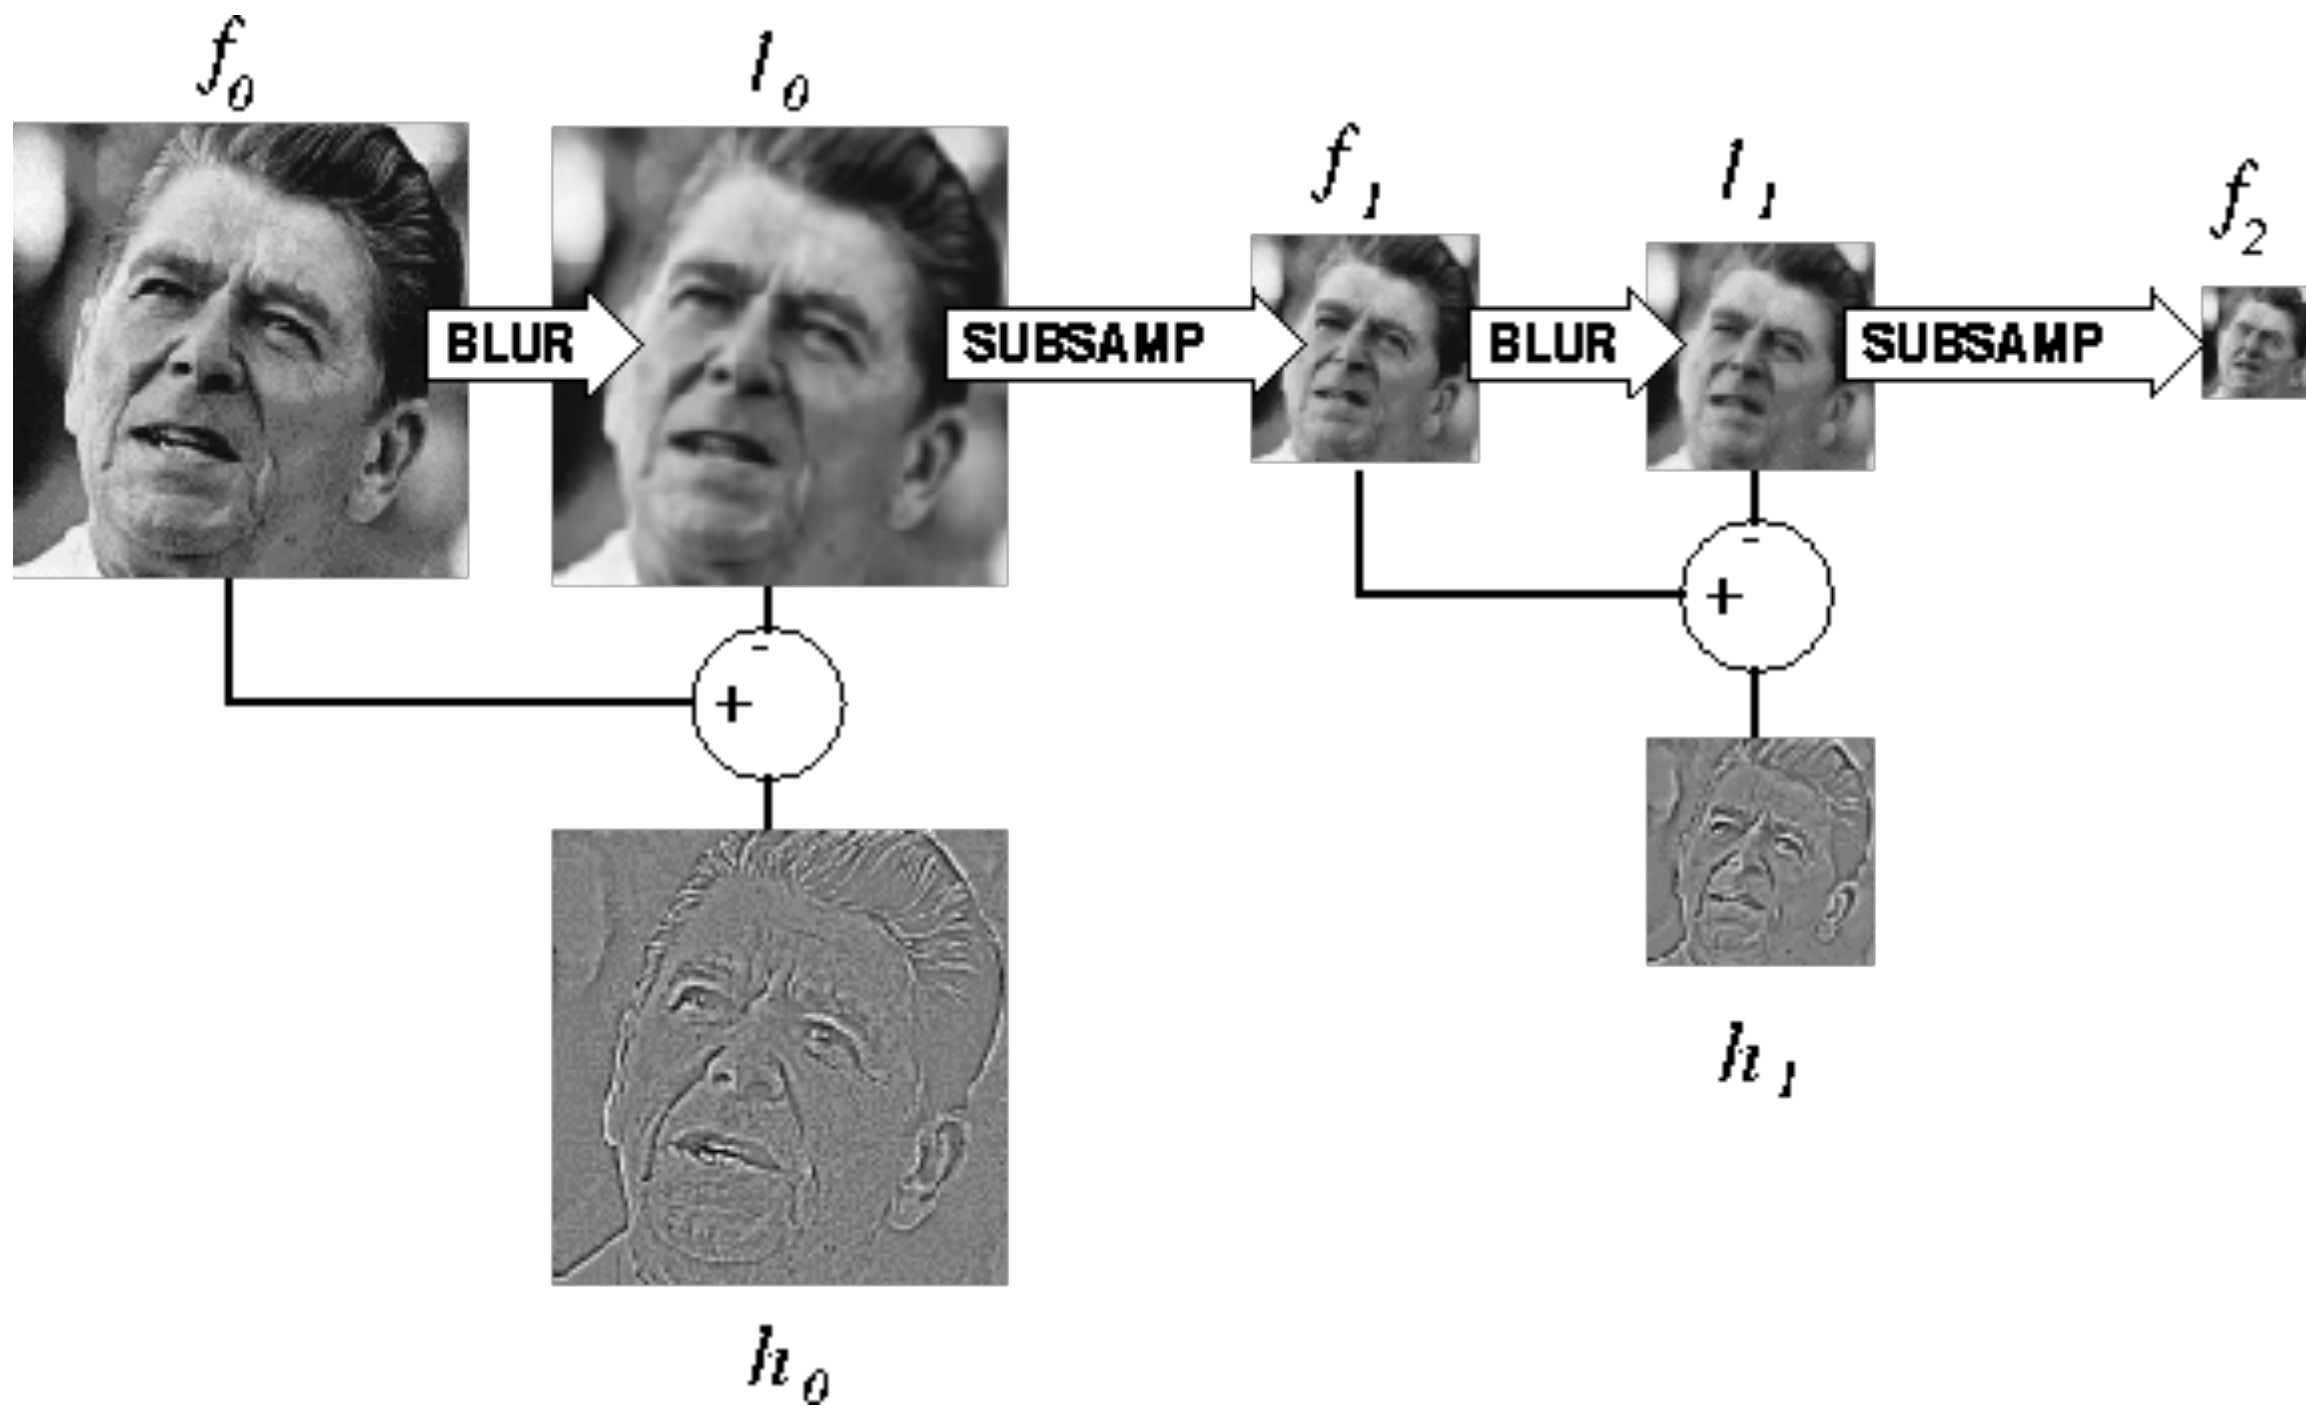 f0
l0
f1
l1
f2
BLUR
SUBSAMP
BLUR
SUBSAMP
-
+
-
+
h1
h0